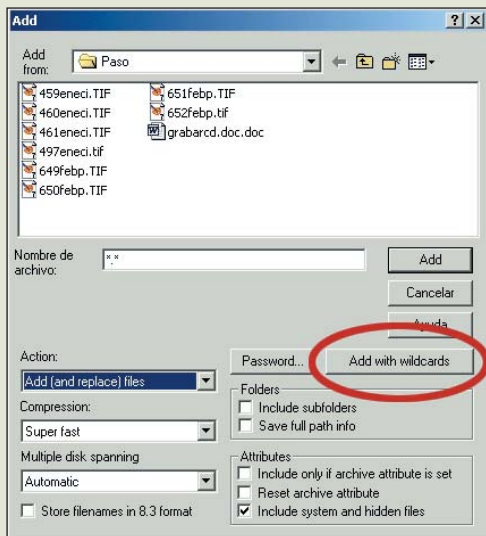 Add
Add from:
Paso
459eneci.TIF
460eneci.TIF
461eneci.TIF
497eneci.tif
649febp.TIF
650febp.TIF
651febp.TIF
652febp.tif
grabarcd.doc.doc
Nombre de archivo:
*.*
Add
Cancelar
Ayuda
Action:
Add (and replace) files
Compression:
Super fast
Multiple disk spanning
Automatic
Store filenames in 8.3 format
Password...
Add with wildcards
Folders
Include subfolders
Save full path info
Attributes
Include only if archive attribute is set
Reset archive attribute
Include system and hidden files